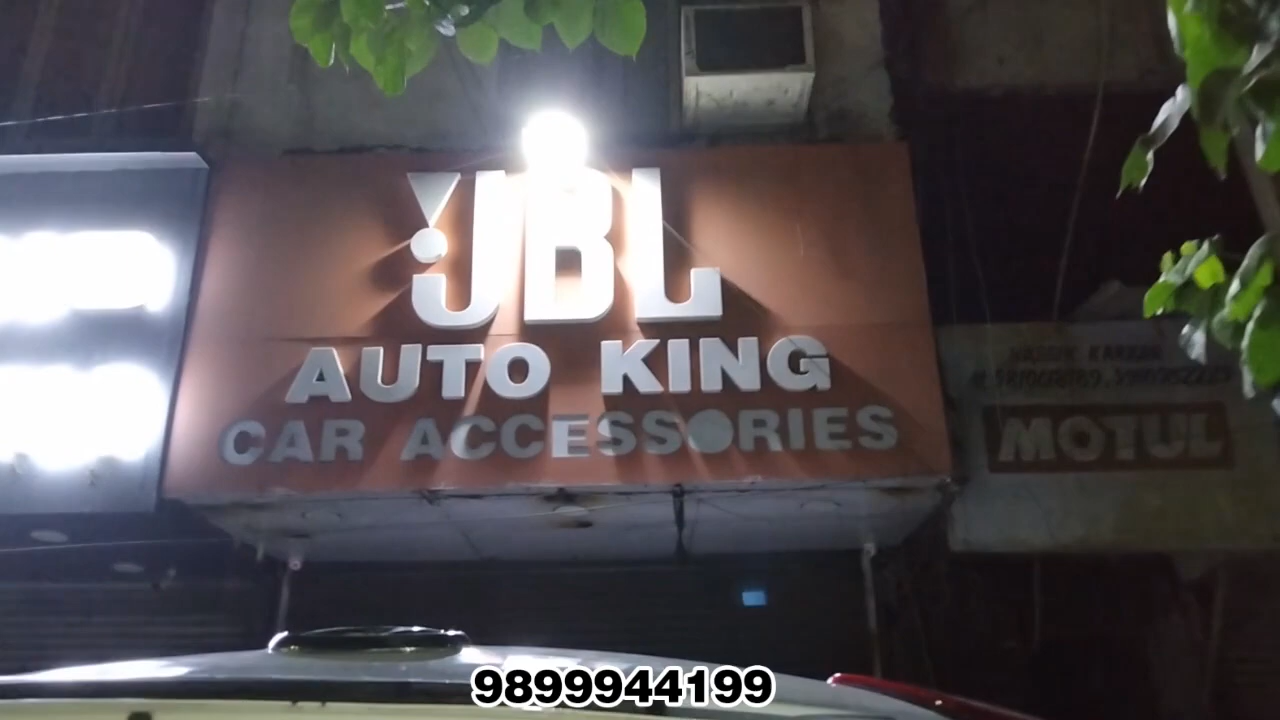 JBL
AUTO KING
CAR ACCESSORIES
MOTUL
9899944199